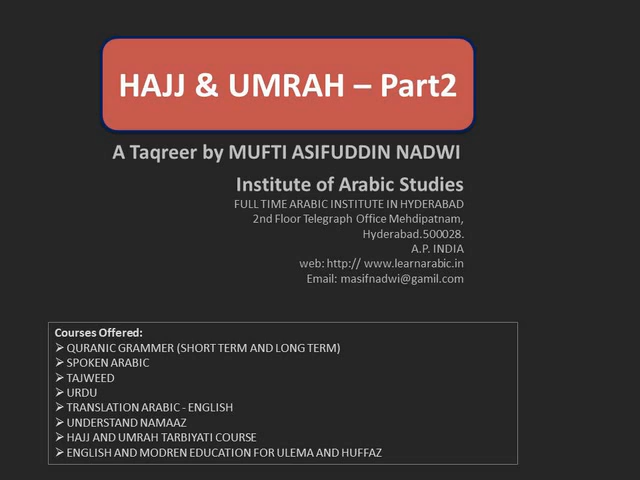 HAJJ & UMRAH – Part2
A Taqreer by MUFTI ASIFUDDIN NADWI
Institute of Arabic Studies
FULL TIME ARABIC INSTITUTE IN HYDERABAD
2nd Floor Telegraph Office Mehdipatnam,
Hyderabad.500028.
A.P. INDIA
web: http:// www.learnarabic.in
Email: masifnadwi@gamil.com
Courses Offered:
➢ QURANIC GRAMMER (SHORT TERM AND LONG TERM)
➢ SPOKEN ARABIC
➢ TAJWEED
➢ URDU
➢ TRANSLATION ARABIC - ENGLISH
➢ UNDERSTAND NAMAAZ
➢ HAJJ AND UMRAH TARBIYATI COURSE
➢ ENGLISH AND MODREN EDUCATION FOR ULEMA AND HUFFAZ